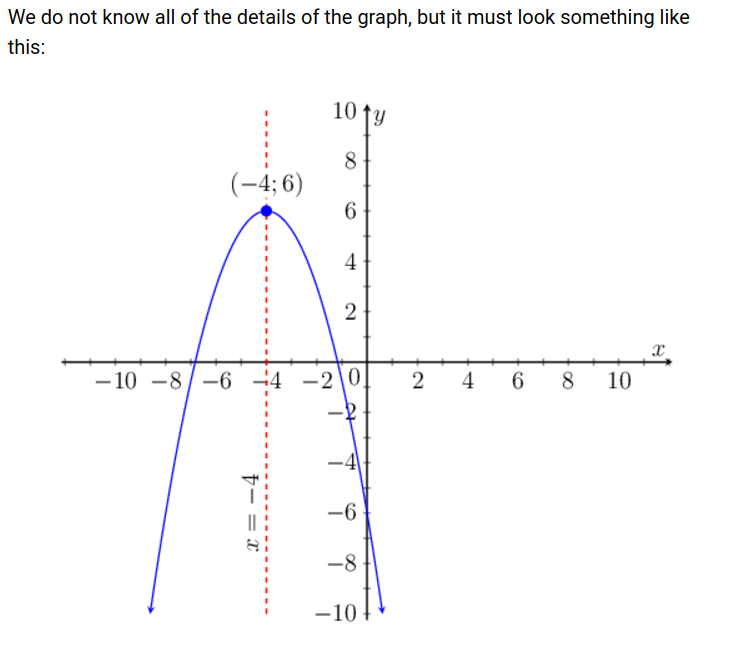 We do not know all of the details of the graph, but it must look something like
this:
10 y
8
(−4; 6)
6
4
2
x
−10 −8 −6 −4 −2 0 2 4 6 8 10
−2
−4
x = −4
−6
−8
−10